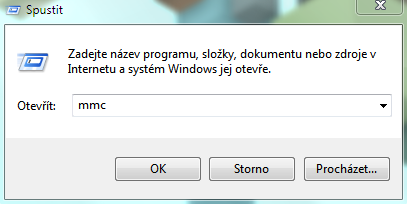 Spustit
Zadejte název programu, složky, dokumentu nebo zdroje v
Internetu a systém Windows jej otevře.
Otevřít: mmc
OK Storno Procházet...